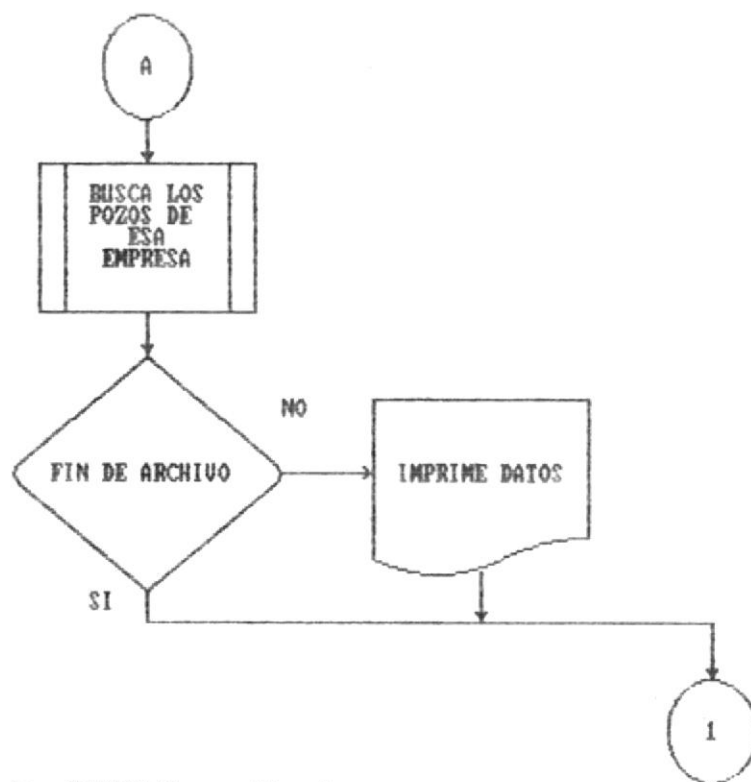 A
BUSCA LOS
POZOS DE
ESA
EMPRESA
NO
FIN DE ARCHIVO
IMPRIME DATOS
SI
1